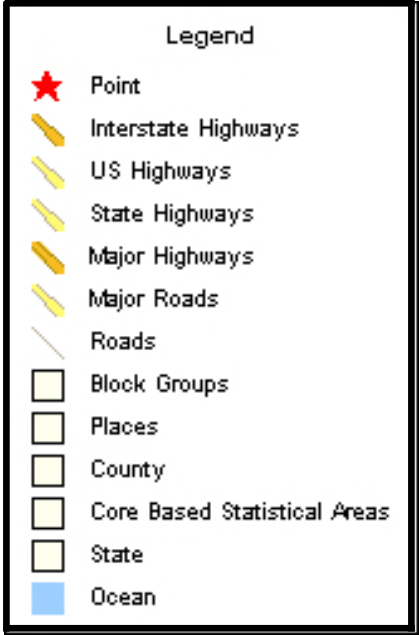 Legend
Point
Interstate Highways
US Highways
State Highways
Major Highways
Major Roads
Roads
Block Groups
Places
County
Core Based Statistical Areas
State
Ocean